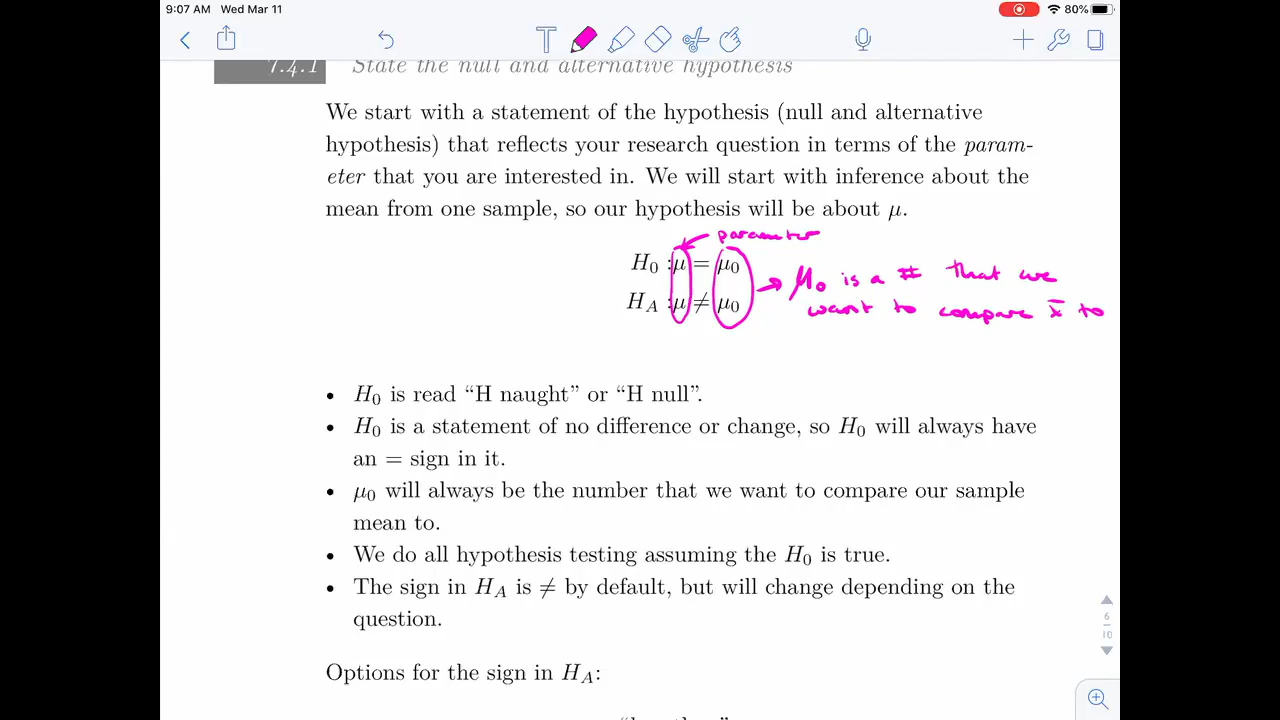 9:07 AM Wed Mar 11
80%
7.4.1 State the null and alternative hypothesis
We start with a statement of the hypothesis (null and alternative
hypothesis) that reflects your research question in terms of the param-
eter that you are interested in. We will start with inference about the
mean from one sample, so our hypothesis will be about μ.
parameter
H₀ : μ = μ₀
H_A : μ ≠ μ₀
μ₀ is a # that we
want to compare x̄ to
• H₀ is read “H naught” or “H null”.
• H₀ is a statement of no difference or change, so H₀ will always have
an = sign in it.
• μ₀ will always be the number that we want to compare our sample
mean to.
• We do all hypothesis testing assuming the H₀ is true.
• The sign in H_A is ≠ by default, but will change depending on the
question.
6
10
Options for the sign in H_A: